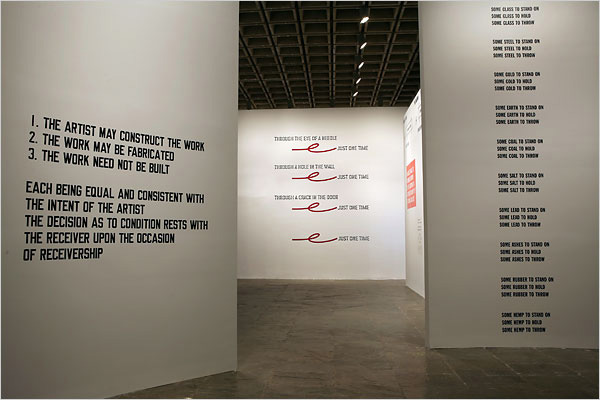 1. THE ARTIST MAY CONSTRUCT THE WORK
2. THE WORK MAY BE FABRICATED
3. THE WORK NEED NOT BE BUILT
EACH BEING EQUAL AND CONSISTENT WITH
THE INTENT OF THE ARTIST
THE DECISION AS TO CONDITION RESTS WITH
THE RECEIVER UPON THE OCCASION
OF RECEIVERSHIP
THROUGH THE EYE OF A NEEDLE
JUST ONE TIME
THROUGH A HOLE IN THE WALL
JUST ONE TIME
THROUGH A CRACK IN THE DOOR
JUST ONE TIME
JUST ONE TIME
SOME GLASS TO STAND ON
SOME GLASS TO HOLD
SOME GLASS TO THROW
SOME STEEL TO STAND ON
SOME STEEL TO HOLD
SOME STEEL TO THROW
SOME GOLD TO STAND ON
SOME GOLD TO HOLD
SOME GOLD TO THROW
SOME EARTH TO STAND ON
SOME EARTH TO HOLD
SOME EARTH TO THROW
SOME COAL TO STAND ON
SOME COAL TO HOLD
SOME COAL TO THROW
SOME SALT TO STAND ON
SOME SALT TO HOLD
SOME SALT TO THROW
SOME LEAD TO STAND ON
SOME LEAD TO HOLD
SOME LEAD TO THROW
SOME ASHES TO STAND ON
SOME ASHES TO HOLD
SOME ASHES TO THROW
SOME RUBBER TO STAND ON
SOME RUBBER TO HOLD
SOME RUBBER TO THROW
SOME HEMP TO STAND ON
SOME HEMP TO HOLD
SOME HEMP TO THROW